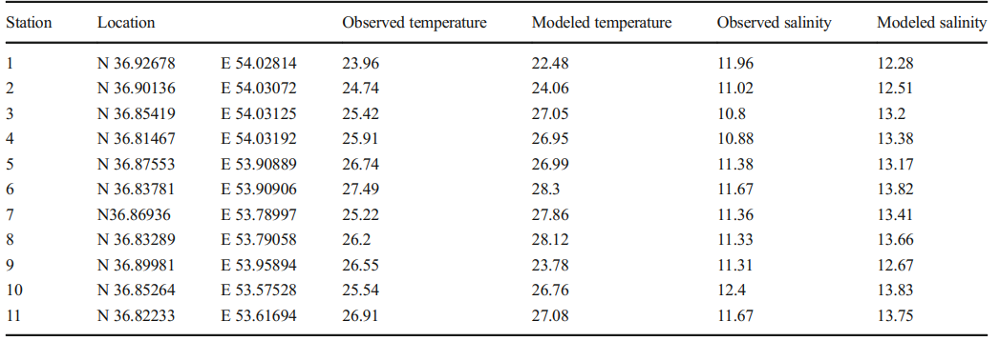 Station Location Observed temperature Modeled temperature Observed salinity Modeled salinity
1 N 36.92678 E 54.02814 23.96 22.48 11.96 12.28
2 N 36.90136 E 54.03072 24.74 24.06 11.02 12.51
3 N 36.85419 E 54.03125 25.42 27.05 10.8 13.2
4 N 36.81467 E 54.03192 25.91 26.95 10.88 13.38
5 N 36.87553 E 53.90889 26.74 26.99 11.38 13.17
6 N 36.83781 E 53.90906 27.49 28.3 11.67 13.82
7 N36.86936 E 53.78997 25.22 27.86 11.36 13.41
8 N 36.83289 E 53.79058 26.2 28.12 11.33 13.66
9 N 36.89981 E 53.95894 26.55 23.78 11.31 12.67
10 N 36.85264 E 53.57528 25.54 26.76 12.4 13.83
11 N 36.82233 E 53.61694 26.91 27.08 11.67 13.75